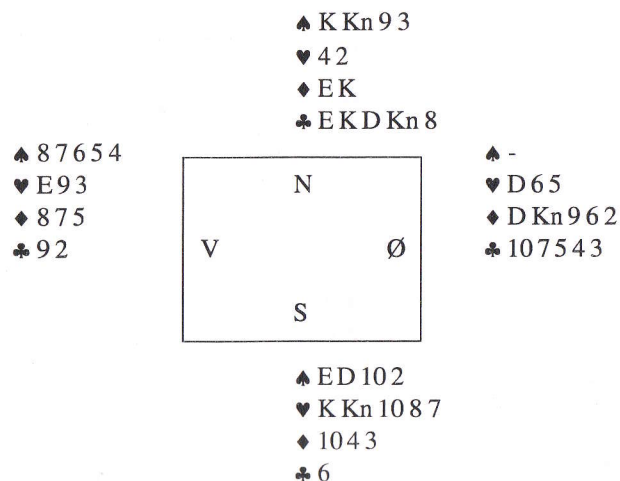 ♠ K Kn 9 3
♥ 4 2
♦ E K
♣ E K D Kn 8
♠ 8 7 6 5 4
♥ E 9 3
♦ 8 7 5
♣ 9 2
N
V
Ø
S
♠ -
♥ D 6 5
♦ D Kn 9 6 2
♣ 10 7 5 4 3
♠ E D 10 2
♥ K Kn 10 8 7
♦ 10 4 3
♣ 6